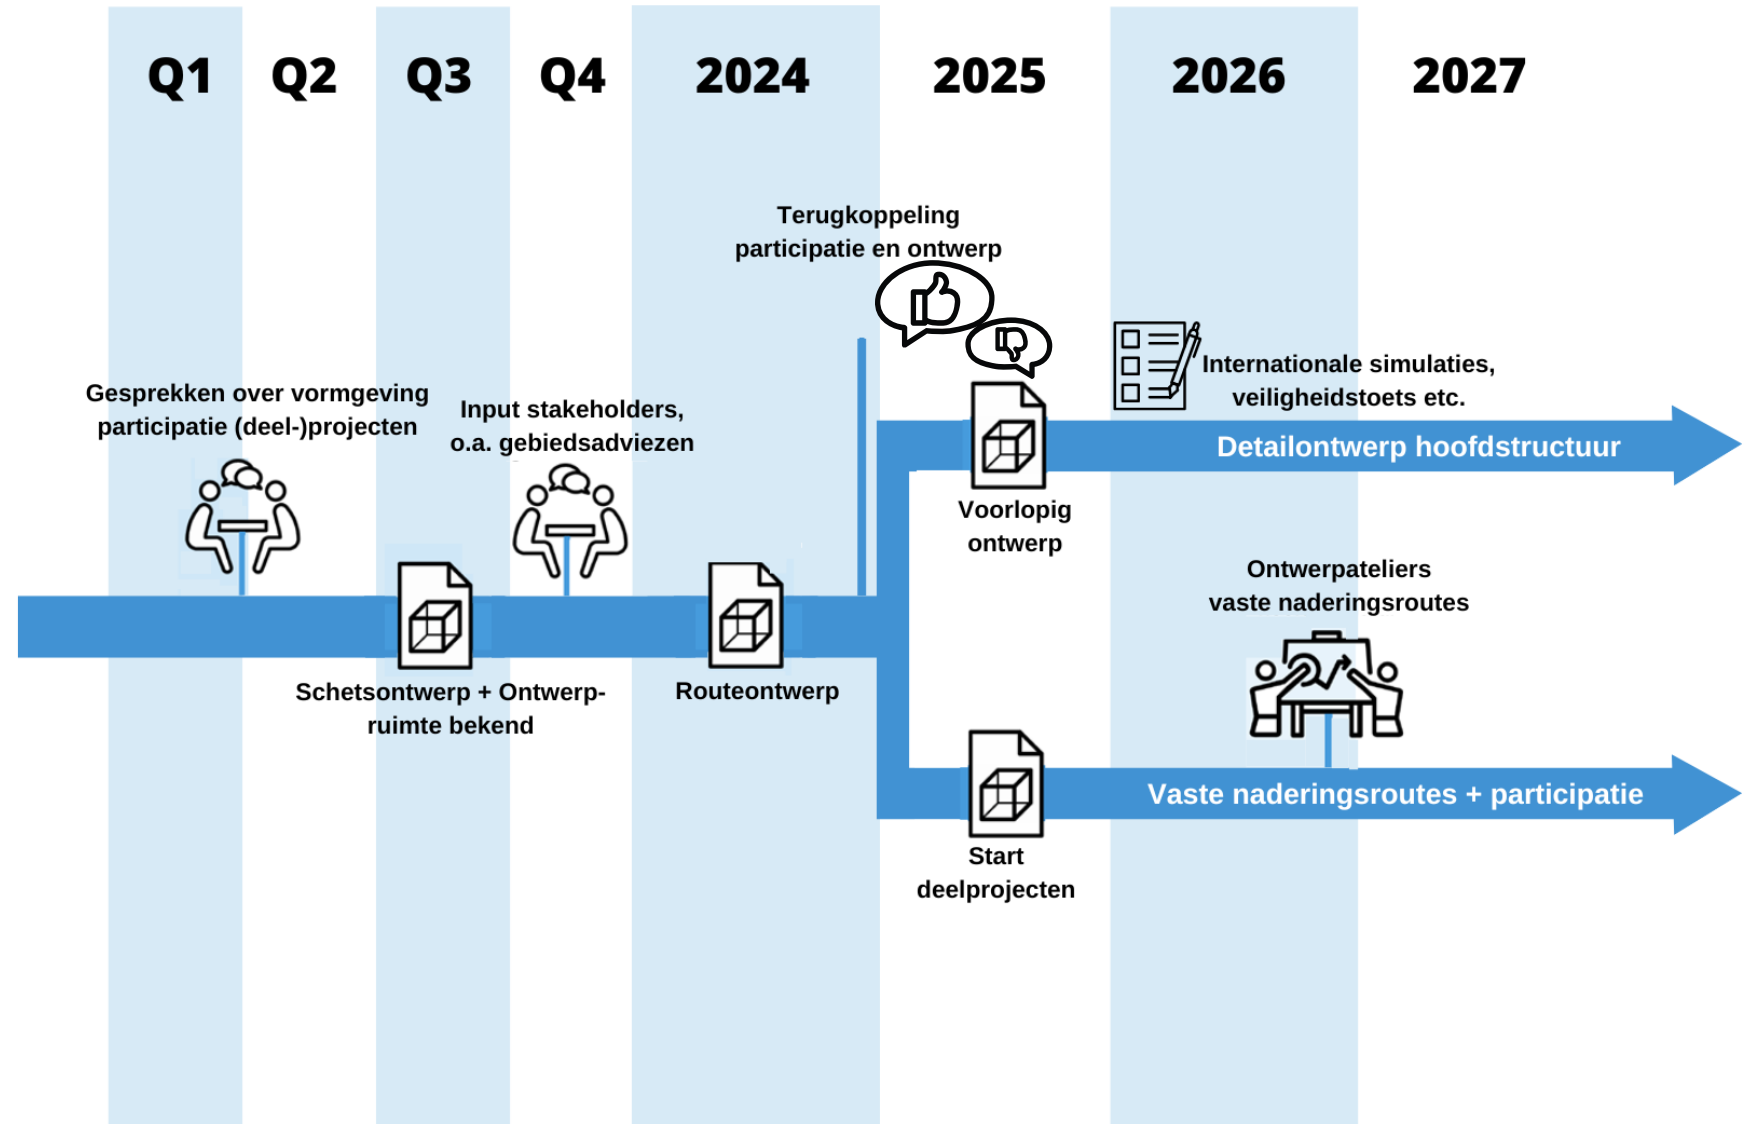 Q1 Q2 Q3 Q4 2024 2025 2026 2027
Terugkoppeling
participatie en ontwerp
Gesprekken over vormgeving
participatie (deel-)projecten
Input stakeholders,
o.a. gebiedsadviezen
Internationale simulaties,
veiligheidstoets etc.
Detailontwerp hoofdstructuur
Voorlopig
ontwerp
Schetsontwerp + Ontwerp-
ruimte bekend
Routeontwerp
Ontwerpateliers
vaste naderingsroutes
Vaste naderingsroutes + participatie
Start
deelprojecten